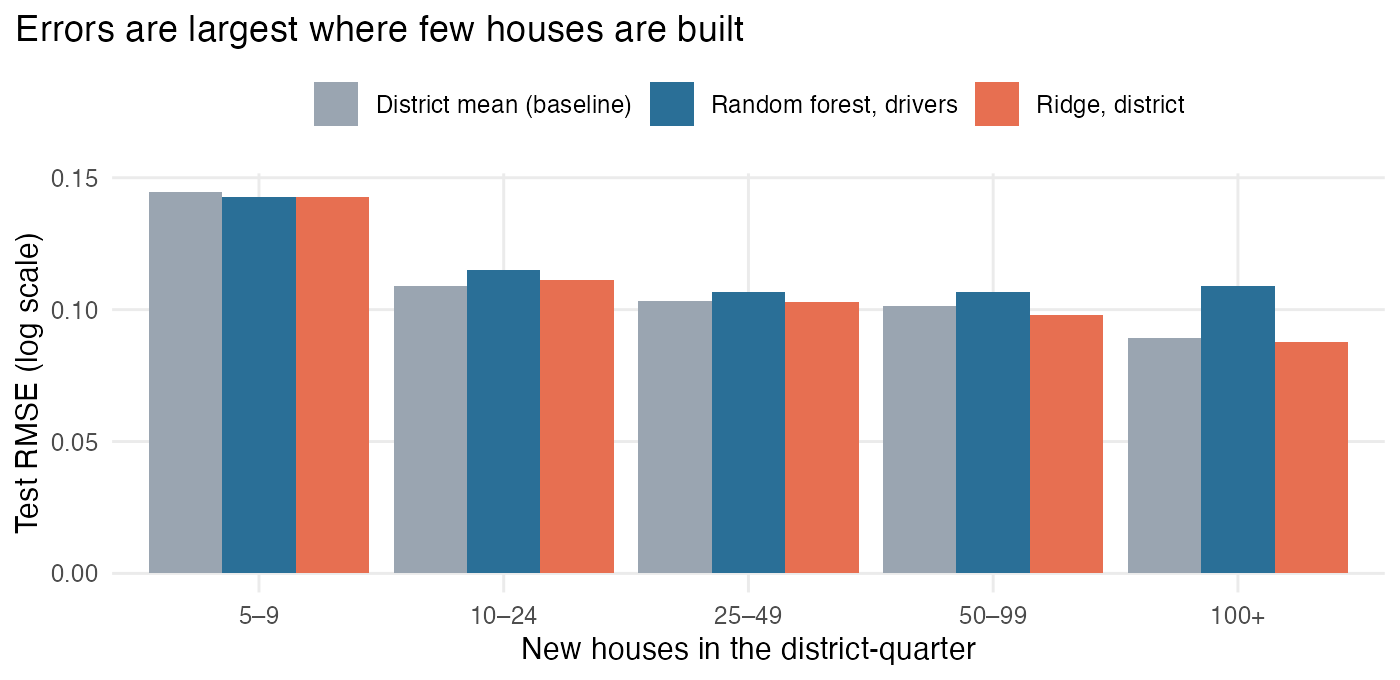 Errors are largest where few houses are built
District mean (baseline) Random forest, drivers Ridge, district
Test RMSE (log scale)
0.15
0.10
0.05
0.00
5–9 10–24 25–49 50–99 100+
New houses in the district-quarter